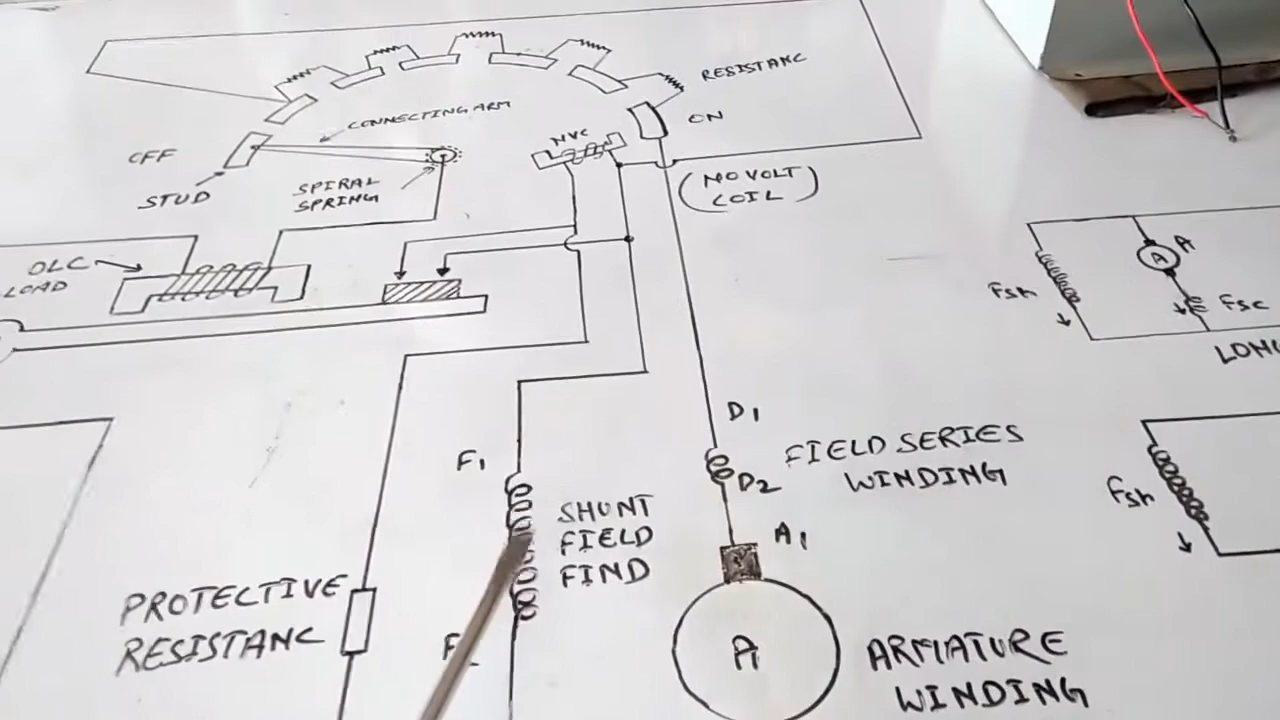 RESISTANC
ON
CONNECTING ARM
NVC
OFF
STUD
SPIRAL
SPRING
(NO VOLT
COIL)
OLC
LOAD
A
A
Fsh
Fsc
D1
FIELD SERIES
WINDING
D2
F1
SHUNT
FIELD
FIND
A1
Fsh
PROTECTIVE
RESISTANC
A
ARMATURE
WINDING